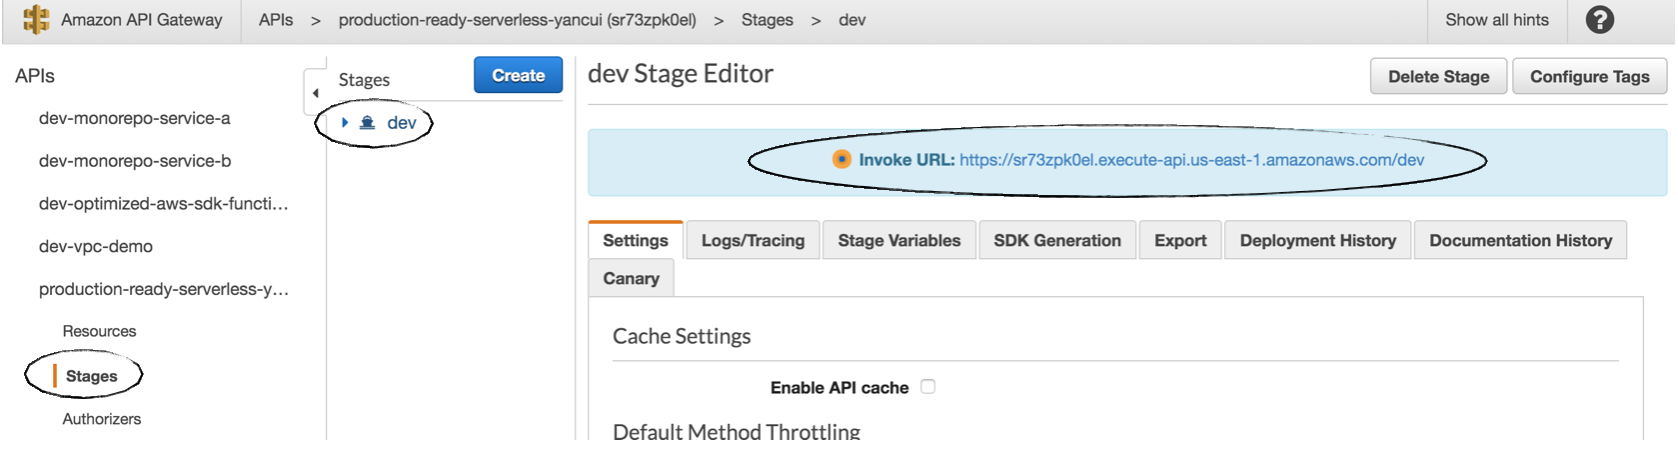 Amazon API Gateway APIs > production-ready-serverless-yancui (sr73zpk0el) > Stages > dev Show all hints ?
APIs
dev-monorepo-service-a
dev-monorepo-service-b
dev-optimized-aws-sdk-functi...
dev-vpc-demo
production-ready-serverless-y...
Resources
Stages
Authorizers
Stages Create
dev
dev Stage Editor Delete Stage Configure Tags
Invoke URL: https://sr73zpk0el.execute-api.us-east-1.amazonaws.com/dev
Settings Logs/Tracing Stage Variables SDK Generation Export Deployment History Documentation History
Canary
Cache Settings
Enable API cache
Default Method Throttling